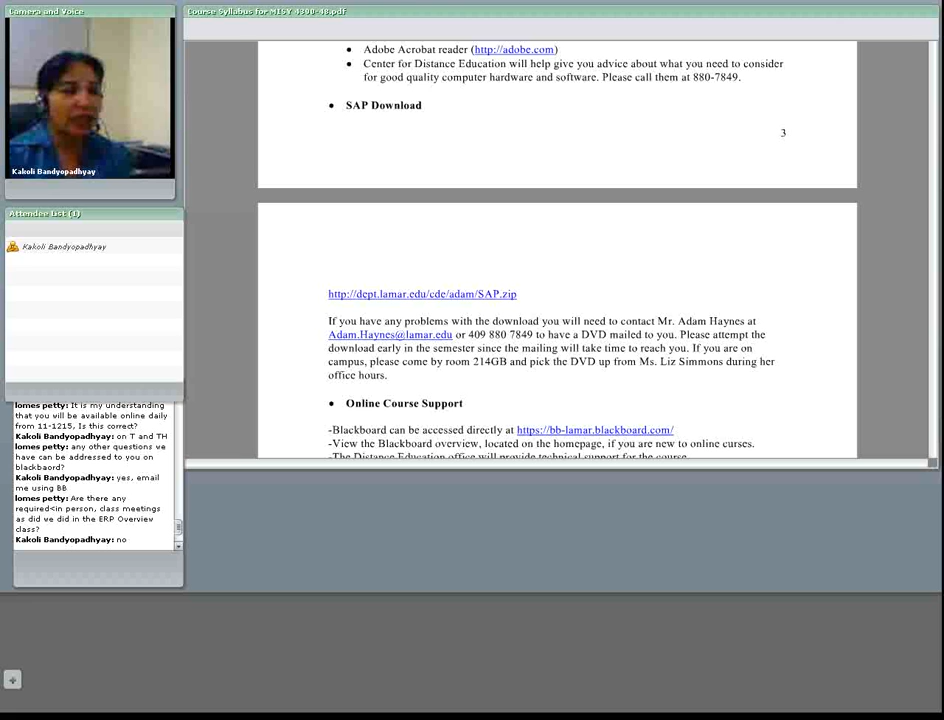 Camera and Voice
Kakoli Bandyopadhyay
Attendee List (1)
Kakoli Bandyopadhyay
lomes petty: It is my understanding
that you will be available online daily
from 11-1215, Is this correct?
Kakoli Bandyopadhyay: on T and TH
lomes petty: any other questions we
have can be addressed to you on
blackbaord?
Kakoli Bandyopadhyay: yes, email
me using BB
lomes petty: Are there any
required<in person, class meetings
as did we did in the ERP Overview
class?
Kakoli Bandyopadhyay: no
Course Syllabus for MISY 4300-48.pdf
• Adobe Acrobat reader (http://adobe.com)
• Center for Distance Education will help give you advice about what you need to consider
for good quality computer hardware and software. Please call them at 880-7849.
• SAP Download
3
http://dept.lamar.edu/cde/adam/SAP.zip
If you have any problems with the download you will need to contact Mr. Adam Haynes at
Adam.Haynes@lamar.edu or 409 880 7849 to have a DVD mailed to you. Please attempt the
download early in the semester since the mailing will take time to reach you. If you are on
campus, please come by room 214GB and pick the DVD up from Ms. Liz Simmons during her
office hours.
• Online Course Support
-Blackboard can be accessed directly at https://bb-lamar.blackboard.com/
-View the Blackboard overview, located on the homepage, if you are new to online curses.
-The Distance Education office will provide technical support for the course